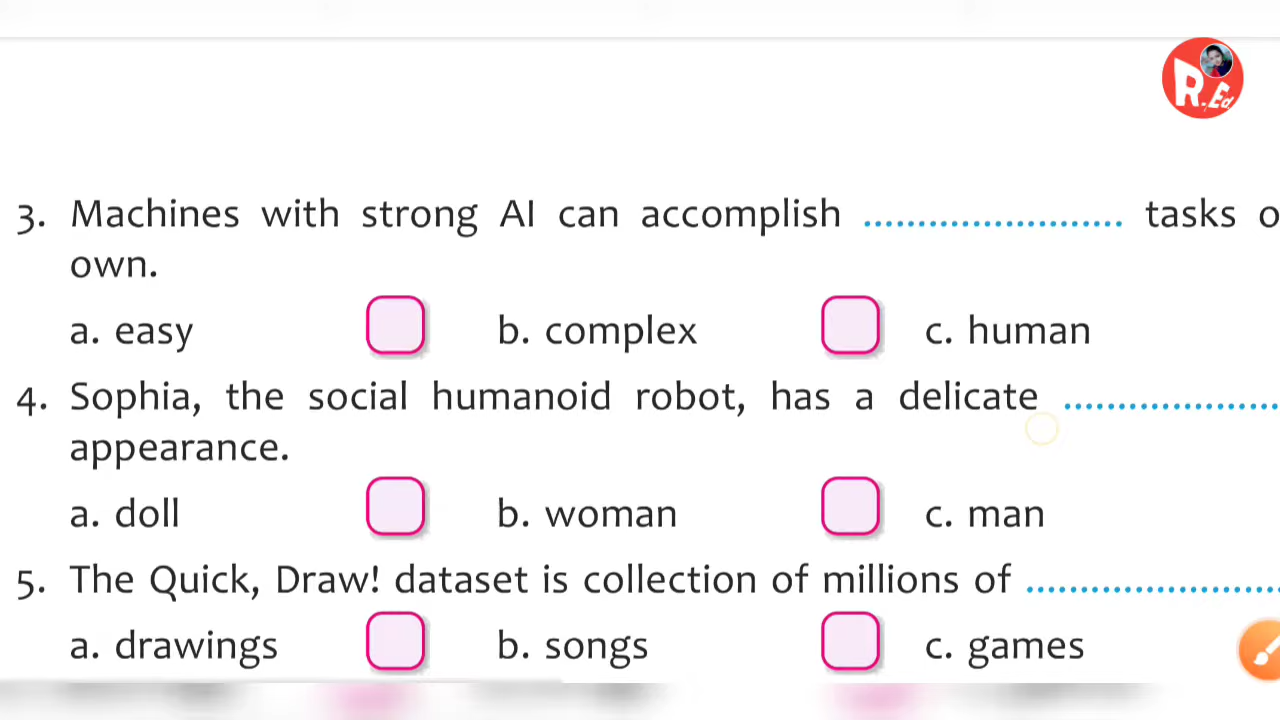 R.Ed
3. Machines with strong AI can accomplish ........................ tasks o
own.
a. easy b. complex c. human
4. Sophia, the social humanoid robot, has a delicate ....................
appearance.
a. doll b. woman c. man
5. The Quick, Draw! dataset is collection of millions of ........................
a. drawings b. songs c. games